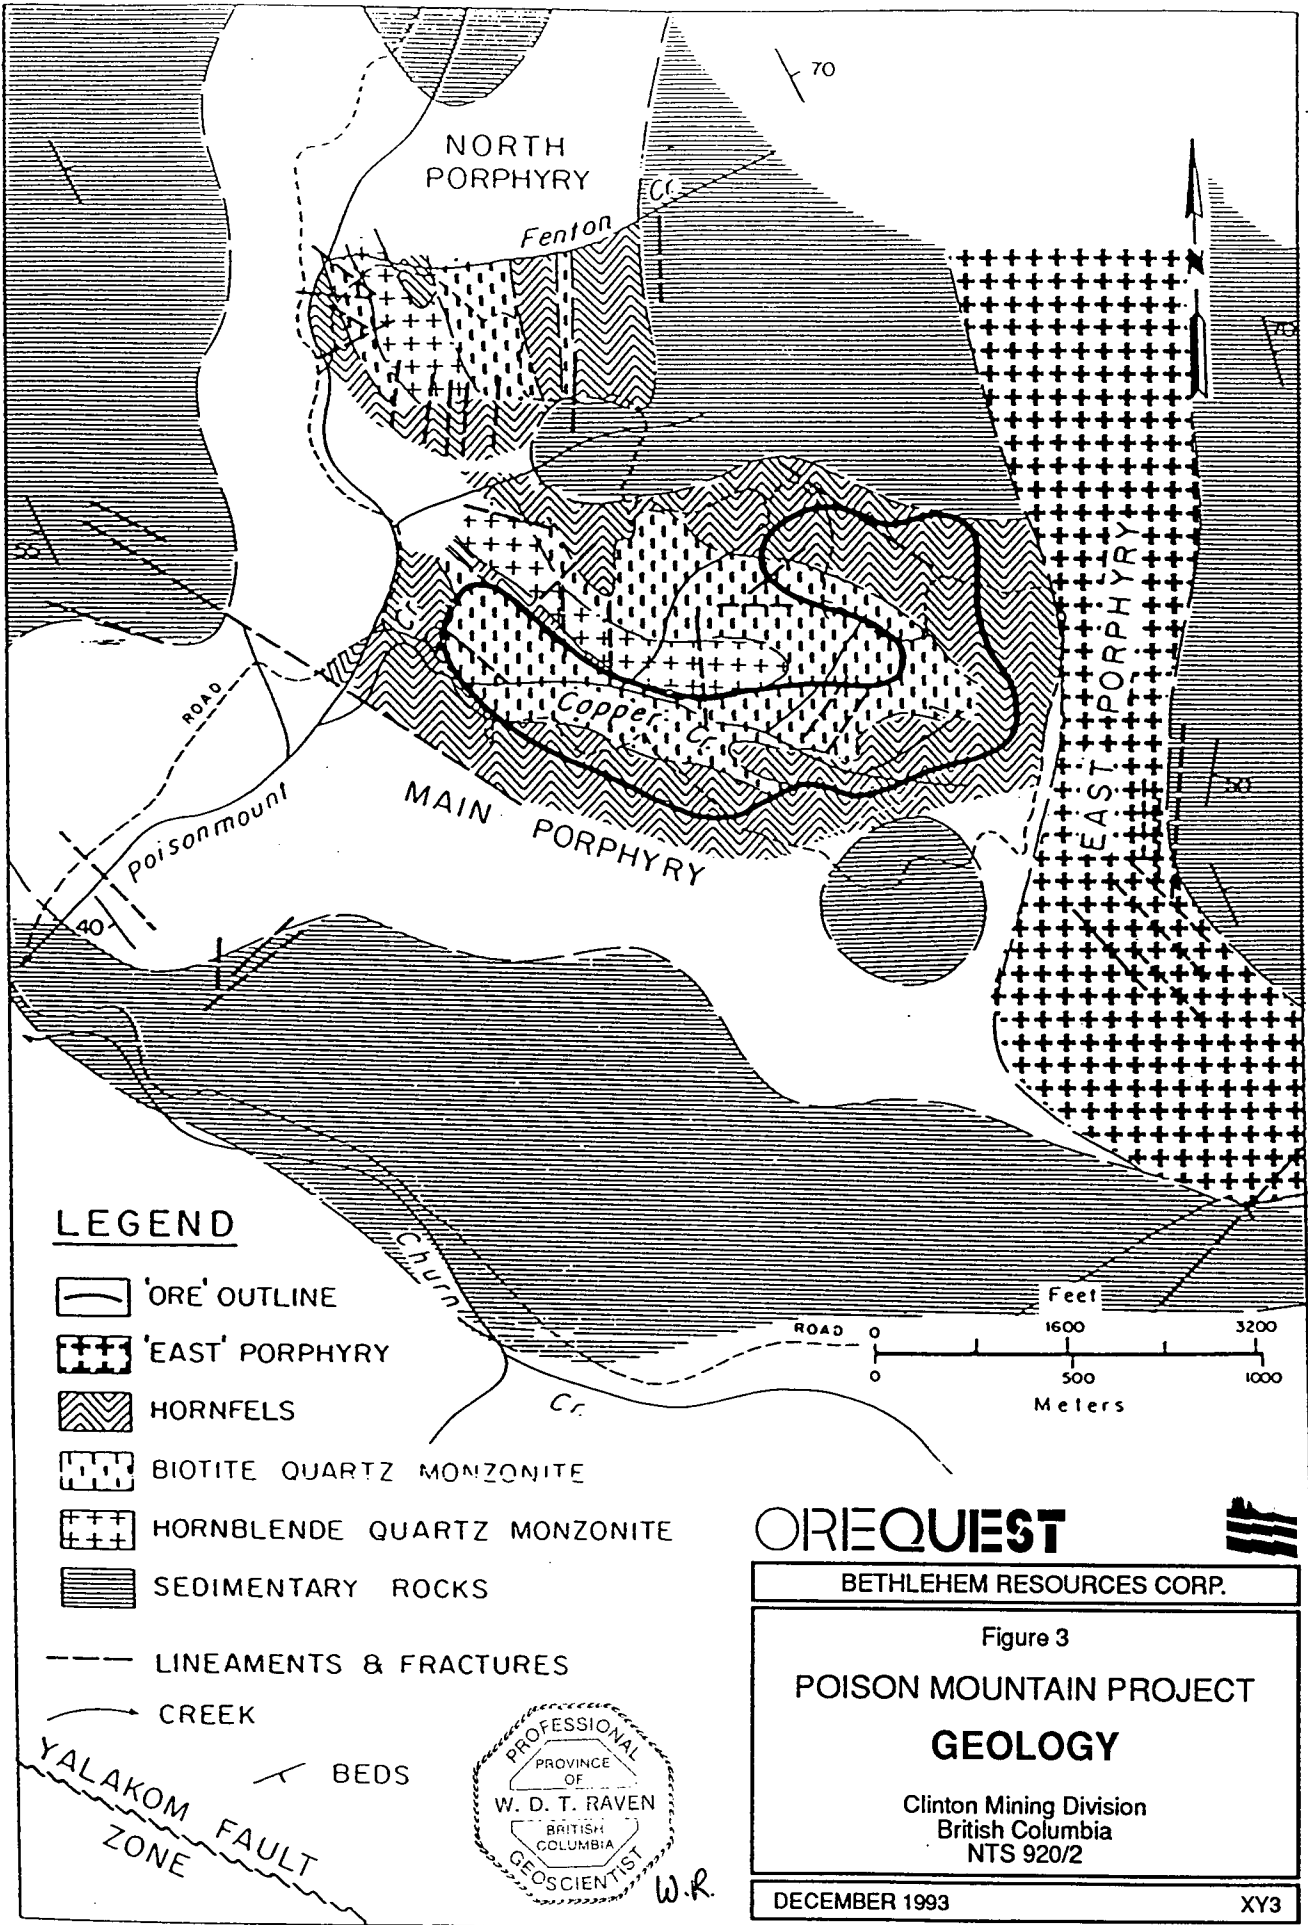 70
NORTH
PORPHYRY
Fenton Cr.
70
55
EAST PORPHYRY
Cr.
ROAD
Copper
Cr.
50
MAIN PORPHYRY
Poisonmount
40
Churn
Cr.
LEGEND
'ORE' OUTLINE
'EAST' PORPHYRY
HORNFELS
BIOTITE QUARTZ MONZONITE
HORNBLENDE QUARTZ MONZONITE
SEDIMENTARY ROCKS
LINEAMENTS & FRACTURES
CREEK
BEDS
YALAKOM FAULT
ZONE
Feet
ROAD
0 1600 3200
0 500 1000
Meters
PROFESSIONAL
PROVINCE
OF
W. D. T. RAVEN
BRITISH
COLUMBIA
GEOSCIENTIST
W.R.
OREQUEST
BETHLEHEM RESOURCES CORP.
Figure 3
POISON MOUNTAIN PROJECT
GEOLOGY
Clinton Mining Division
British Columbia
NTS 920/2
DECEMBER 1993 XY3